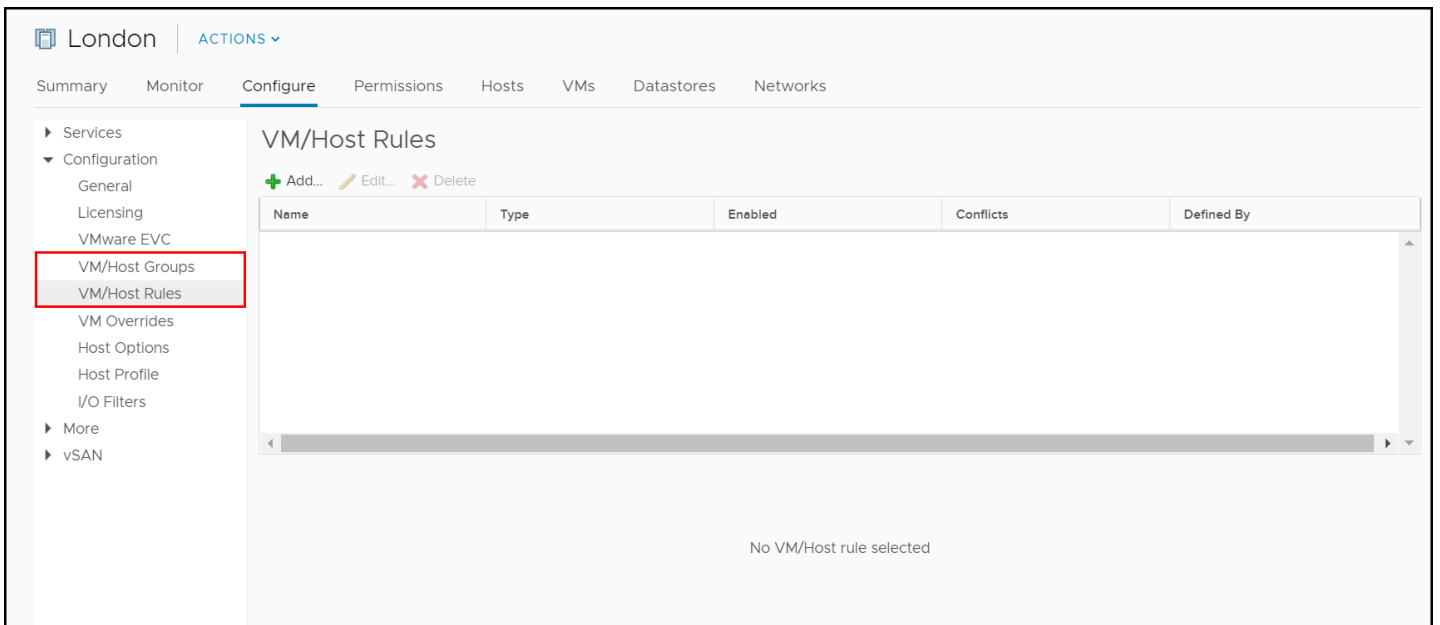 London ACTIONS
Summary Monitor Configure Permissions Hosts VMs Datastores Networks
Services
Configuration
General
Licensing
VMware EVC
VM/Host Groups
VM/Host Rules
VM Overrides
Host Options
Host Profile
I/O Filters
More
vSAN
VM/Host Rules
Add... Edit... Delete
Name Type Enabled Conflicts Defined By
No VM/Host rule selected